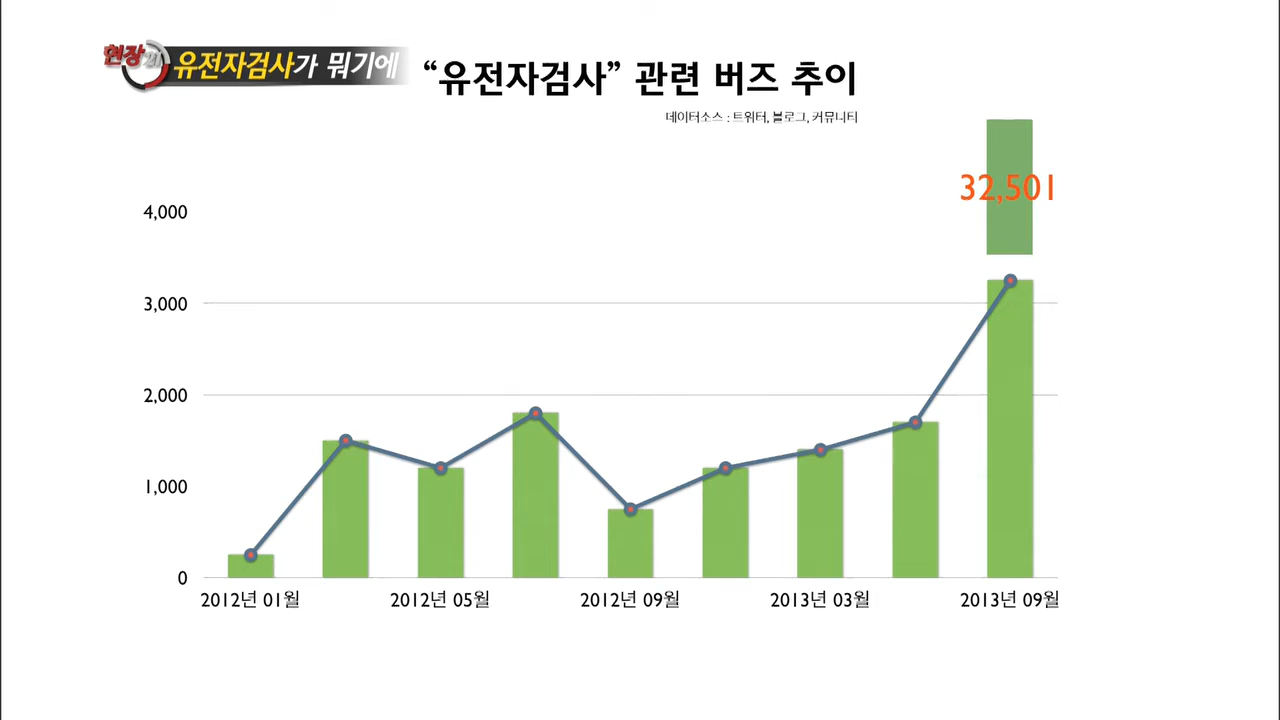 현장21 유전자검사가 뭐기에
“유전자검사” 관련 버즈 추이
데이터소스 : 트위터, 블로그, 커뮤니티
32,501
4,000
3,000
2,000
1,000
0
2012년 01월 2012년 05월 2012년 09월 2013년 03월 2013년 09월